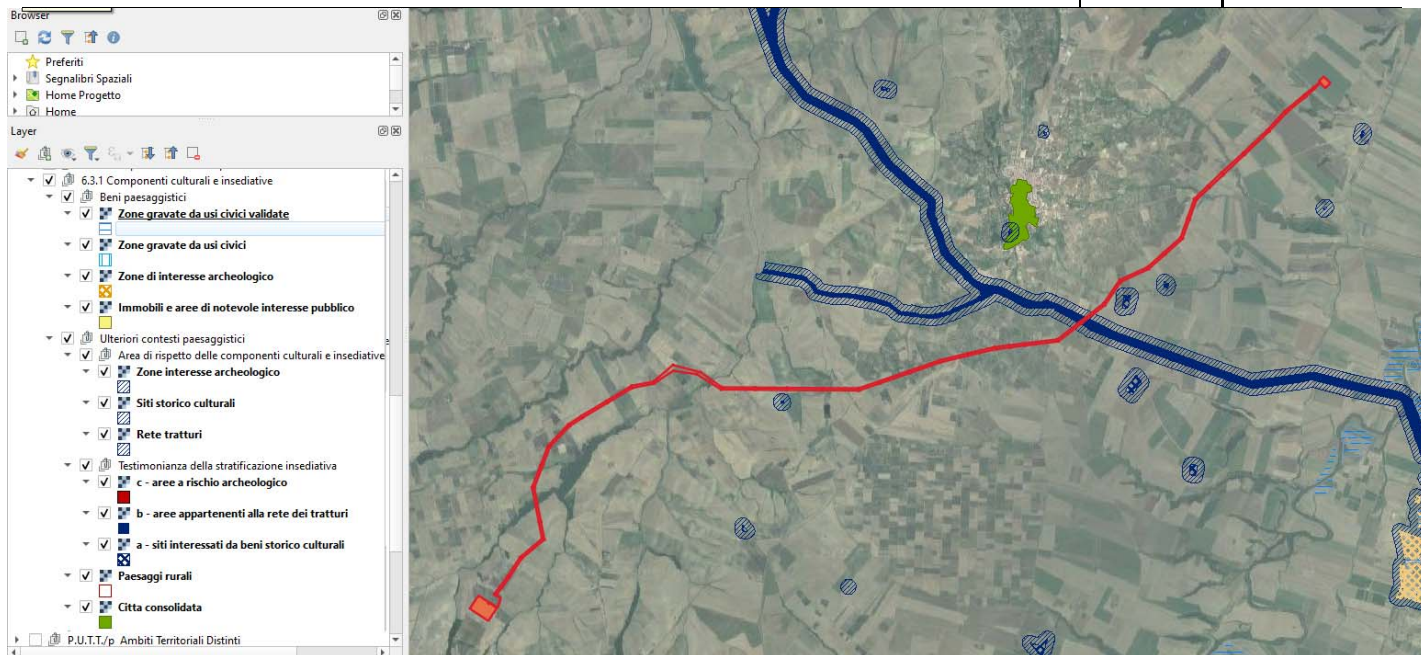 Browser
Preferiti
Segnalibri Spaziali
Home Progetto
Home
Layer
6.3.1 Componenti culturali e insediative
Beni paesaggistici
Zone gravate da usi civici validate
Zone gravate da usi civici
Zone di interesse archeologico
Immobili e aree di notevole interesse pubblico
Ulteriori contesti paesaggistici
Area di rispetto delle componenti culturali e insediative
Zone interesse archeologico
Siti storico culturali
Rete tratturi
Testimonianza della stratificazione insediativa
c - aree a rischio archeologico
b - aree appartenenti alla rete dei tratturi
a - siti interessati da beni storico culturali
Paesaggi rurali
Citta consolidata
P.U.T.T./p Ambiti Territoriali Distinti